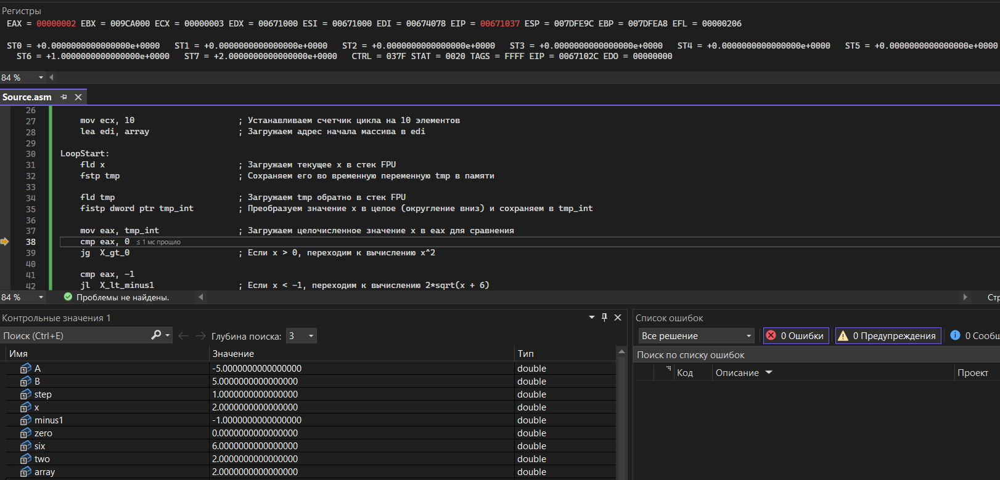 Регистры
EAX = 00000002 EBX = 009CA000 ECX = 00000003 EDX = 00671000 ESI = 00671000 EDI = 00674078 EIP = 00671037 ESP = 007DFE9C EBP = 007DFEA8 EFL = 00000206
ST0 = +0.0000000000000000e+0000 ST1 = +0.0000000000000000e+0000 ST2 = +0.0000000000000000e+0000 ST3 = +0.0000000000000000e+0000 ST4 = +0.0000000000000000e+0000 ST5 = +0.0000000000000000e+0000
ST6 = +1.0000000000000000e+0000 ST7 = +2.0000000000000000e+0000 CTRL = 037F STAT = 0020 TAGS = FFFF EIP = 0067102C EDO = 00000000
84 %
Source.asm
26
27 mov ecx, 10 ; Устанавливаем счетчик цикла на 10 элементов
28 lea edi, array ; Загружаем адрес начала массива в edi
29
30 LoopStart:
31 fld x ; Загружаем текущее x в стек FPU
32 fstp tmp ; Сохраняем его во временную переменную tmp в памяти
33
34 fld tmp ; Загружаем tmp обратно в стек FPU
35 fistp dword ptr tmp_int ; Преобразуем значение x в целое (округление вниз) и сохраняем в tmp_int
36
37 mov eax, tmp_int ; Загружаем целочисленное значение x в eax для сравнения
38 cmp eax, 0 ≤ 1 мс прошло
39 jg X_gt_0 ; Если x > 0, переходим к вычислению x^2
40
41 cmp eax, -1
42 jl X_lt_minus1 ; Если x < -1, переходим к вычислению 2*sqrt(x + 6)
84 % Проблемы не найдены. Стр
Контрольные значения 1
Поиск (Ctrl+E) Глубина поиска: 3
Имя Значение Тип
A -5.0000000000000000 double
B 5.0000000000000000 double
step 1.0000000000000000 double
x 2.0000000000000000 double
minus1 -1.0000000000000000 double
zero 0.0000000000000000 double
six 6.0000000000000000 double
two 2.0000000000000000 double
array 2.0000000000000000 double
Список ошибок
Все решение 0 Ошибки 0 Предупреждения 0 Сообщ
Поиск по списку ошибок
Код Описание Проект